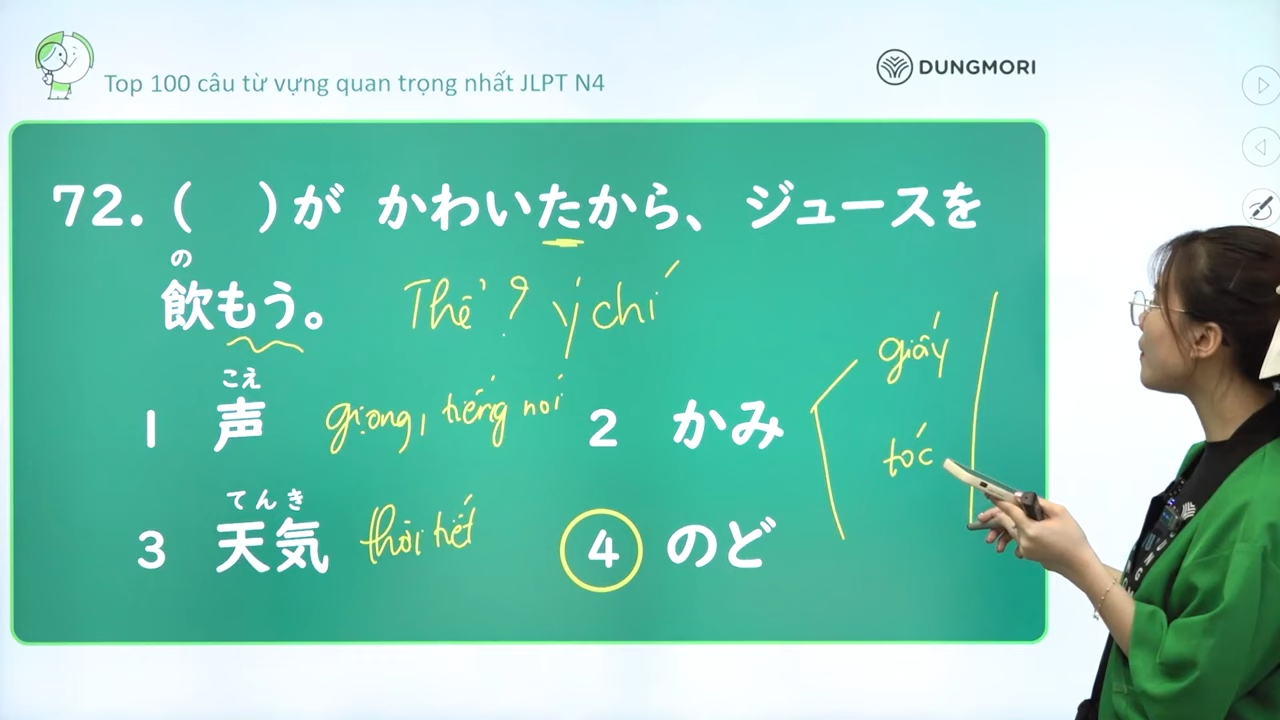 Top 100 câu từ vựng quan trọng nhất JLPT N4
DUNGMORI
72. (　)が かわいたから、ジュースを
の
飲もう。
Thể ? ý chí
こえ
1 声 giọng, tiếng nói
2 かみ
giấy
tóc
てんき
3 天気 thời tiết
4 のど